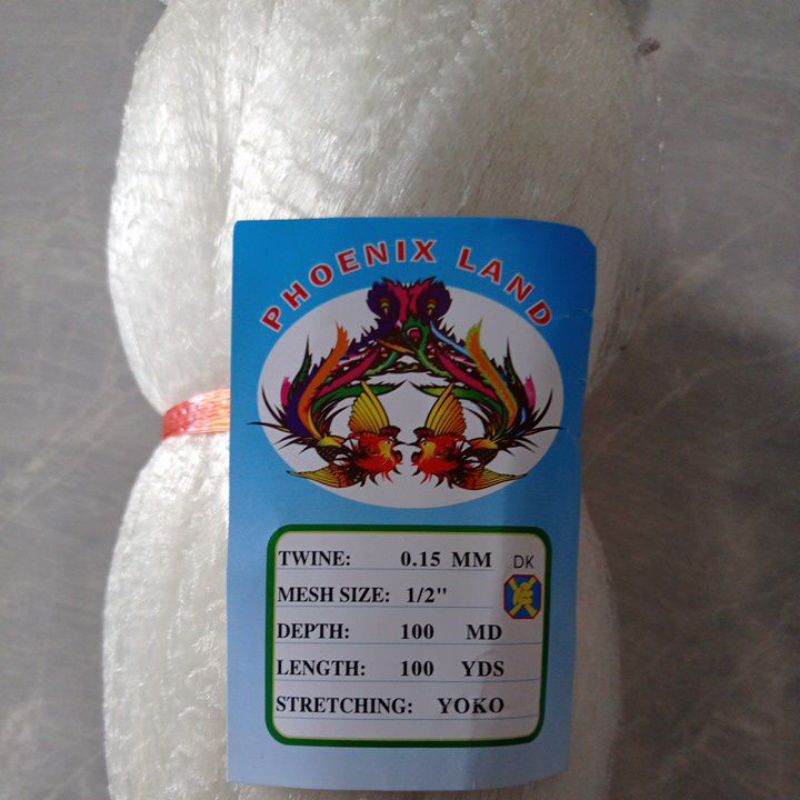 PHOENIX LAND
TWINE: 0.15 MM DK
MESH SIZE: 1/2"
DEPTH: 100 MD
LENGTH: 100 YDS
STRETCHING: YOKO